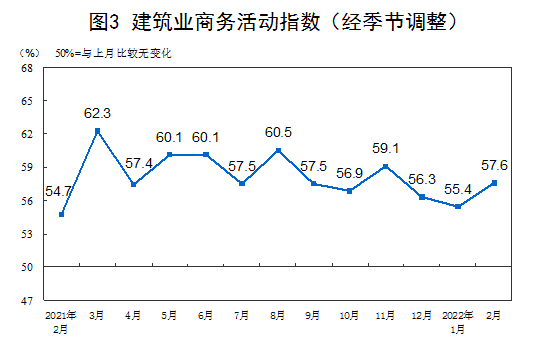 图3 建筑业商务活动指数（经季节调整）
（%） 50%=与上月比较无变化
68
65
62
59
56
53
50
47
54.7
62.3
57.4
60.1
60.1
57.5
60.5
57.5
56.9
59.1
56.3
55.4
57.6
2021年
2月
3月
4月
5月
6月
7月
8月
9月
10月
11月
12月
2022年
1月
2月